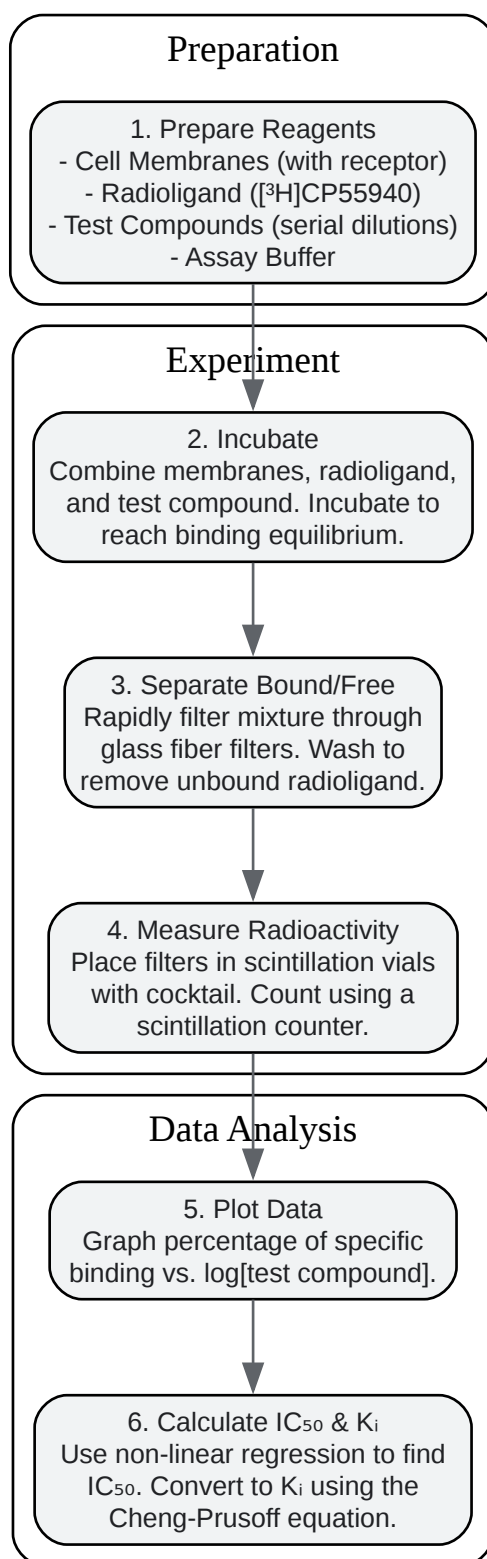 Preparation
1. Prepare Reagents
- Cell Membranes (with receptor)
- Radioligand ([³H]CP55940)
- Test Compounds (serial dilutions)
- Assay Buffer
Experiment
2. Incubate
Combine membranes, radioligand,
and test compound. Incubate to
reach binding equilibrium.
3. Separate Bound/Free
Rapidly filter mixture through
glass fiber filters. Wash to
remove unbound radioligand.
4. Measure Radioactivity
Place filters in scintillation vials
with cocktail. Count using a
scintillation counter.
Data Analysis
5. Plot Data
Graph percentage of specific
binding vs. log[test compound].
6. Calculate IC₅₀ & Kᵢ
Use non-linear regression to find
IC₅₀. Convert to Kᵢ using the
Cheng-Prusoff equation.